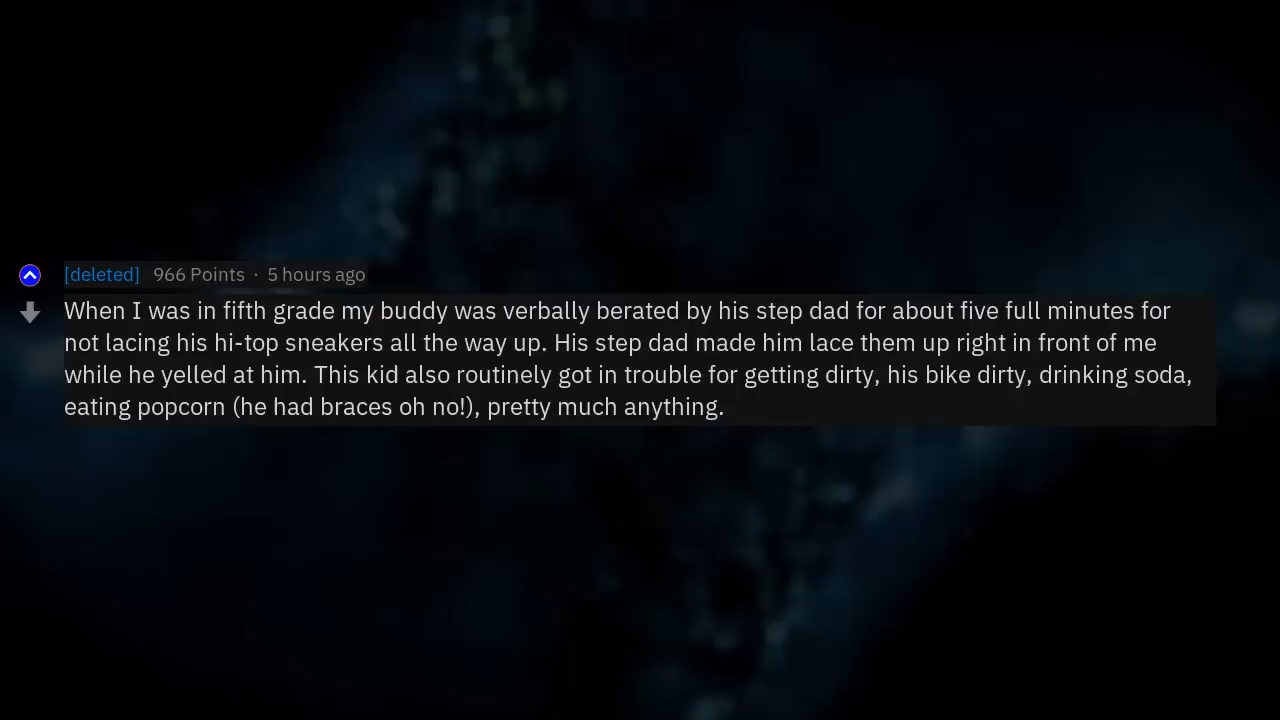 [deleted] 966 Points · 5 hours ago
When I was in fifth grade my buddy was verbally berated by his step dad for about five full minutes for
not lacing his hi-top sneakers all the way up. His step dad made him lace them up right in front of me
while he yelled at him. This kid also routinely got in trouble for getting dirty, his bike dirty, drinking soda,
eating popcorn (he had braces oh no!), pretty much anything.